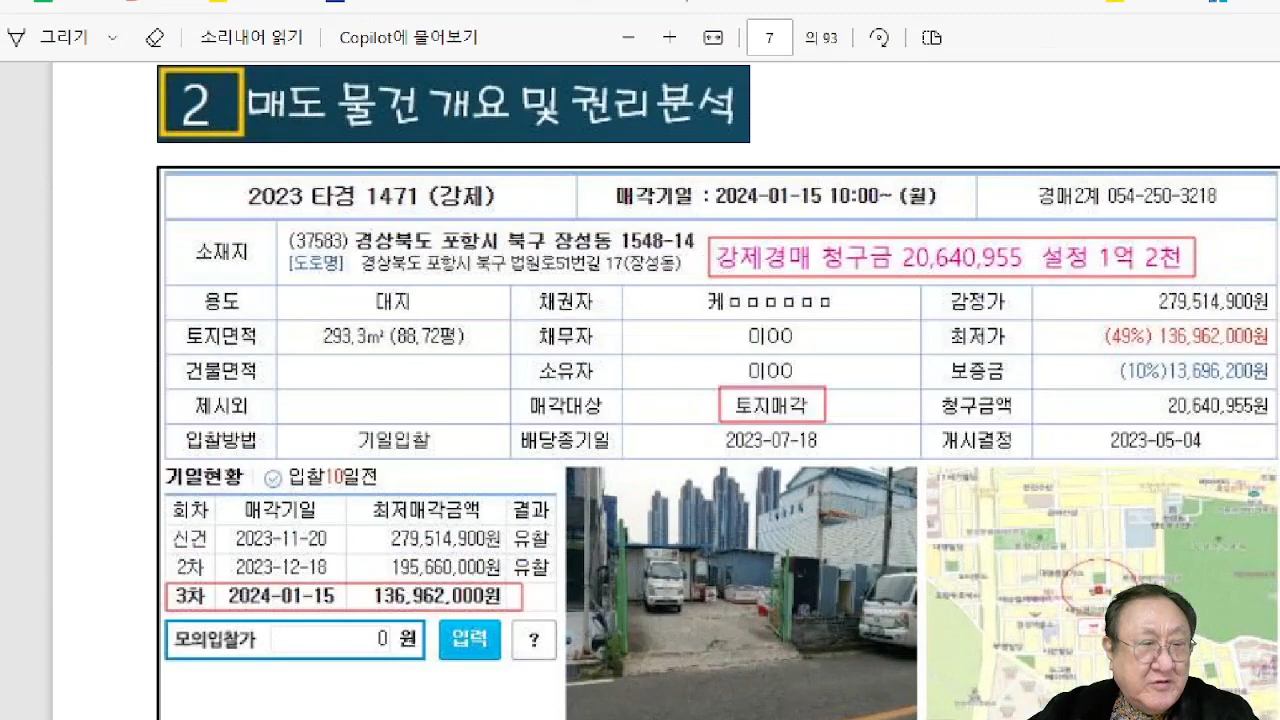 그리기
소리내어 읽기
Copilot에 물어보기
7 의 93
2 매도 물건 개요 및 권리분석
2023 타경 1471 (강제) 매각기일 : 2024-01-15 10:00~ (월) 경매2계 054-250-3218
소재지 (37583) 경상북도 포항시 북구 장성동 1548-14
[도로명] 경상북도 포항시 북구 법원로51번길 17(장성동)
강제경매 청구금 20,640,955 설정 1억 2천
용도 대지 채권자 케ㅁㅁㅁㅁㅁㅁ 감정가 279,514,900원
토지면적 293.3㎡ (88.72평) 채무자 이OO 최저가 (49%) 136,962,000원
건물면적 소유자 이OO 보증금 (10%)13,696,200원
제시외 매각대상 토지매각 청구금액 20,640,955원
입찰방법 기일입찰 배당종기일 2023-07-18 개시결정 2023-05-04
기일현황 입찰10일전
회차 매각기일 최저매각금액 결과
신건 2023-11-20 279,514,900원 유찰
2차 2023-12-18 195,660,000원 유찰
3차 2024-01-15 136,962,000원
모의입찰가 0 원 입력 ?